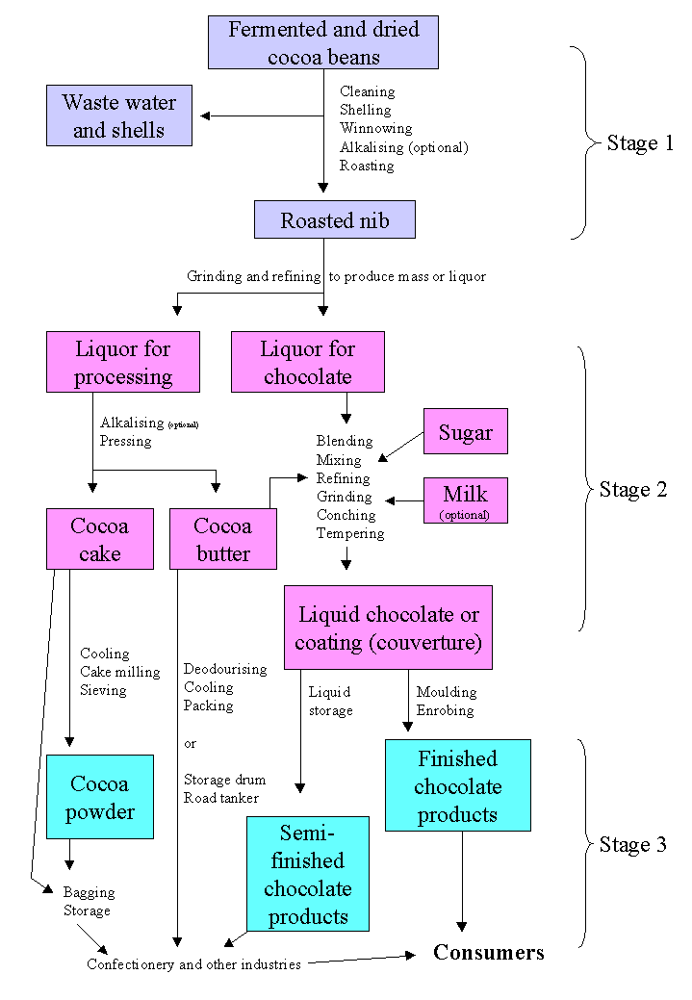 Fermented and dried
cocoa beans
Waste water
and shells
Cleaning
Shelling
Winnowing
Alkalising (optional)
Roasting
Stage 1
Roasted nib
Grinding and refining to produce mass or liquor
Liquor for
processing
Liquor for
chocolate
Alkalising (optional)
Pressing
Blending
Mixing
Refining
Grinding
Conching
Tempering
Sugar
Milk
(optional)
Stage 2
Cocoa
cake
Cocoa
butter
Liquid chocolate or
coating (couverture)
Cooling
Cake milling
Sieving
Deodourising
Cooling
Packing
or
Storage drum
Road tanker
Liquid
storage
Moulding
Enrobing
Cocoa
powder
Finished
chocolate
products
Semi-
finished
chocolate
products
Stage 3
Bagging
Storage
Confectionery and other industries
Consumers